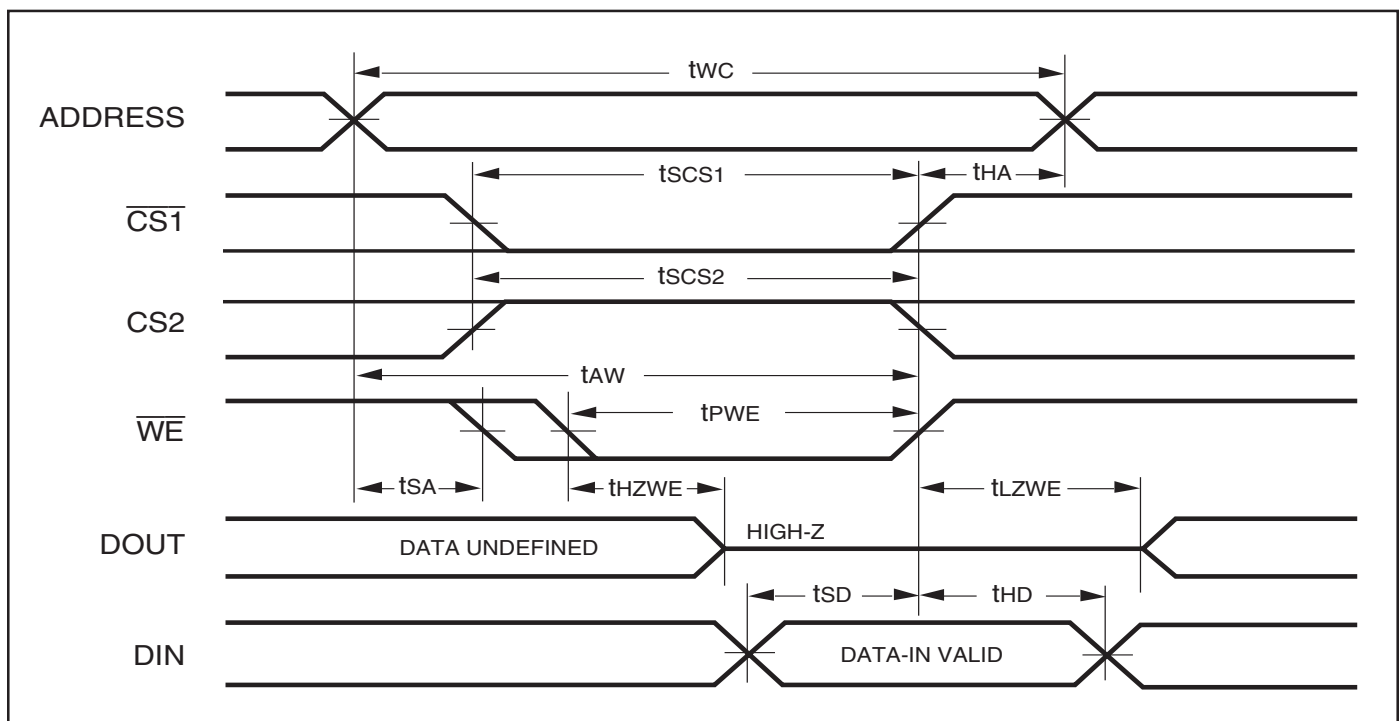 tWC
ADDRESS
tSCS1
tHA
CS1
tSCS2
CS2
tAW
WE
tPWE
tSA
tHZWE
tLZWE
DOUT
DATA UNDEFINED
HIGH-Z
tSD
tHD
DIN
DATA-IN VALID